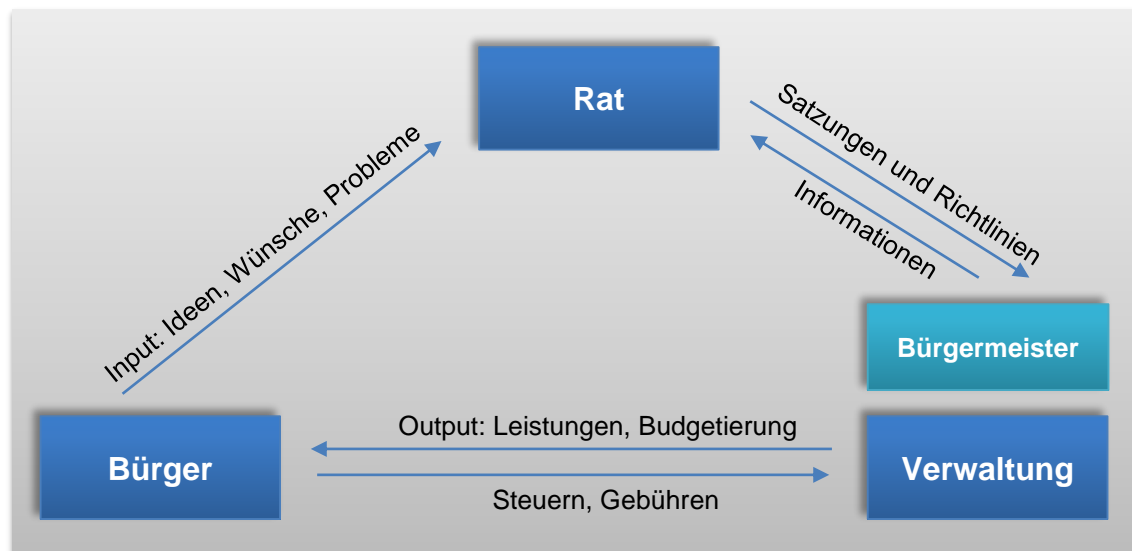 Rat
Satzungen und Richtlinien
Informationen
Input: Ideen, Wünsche, Probleme
Bürgermeister
Bürger
Output: Leistungen, Budgetierung
Steuern, Gebühren
Verwaltung